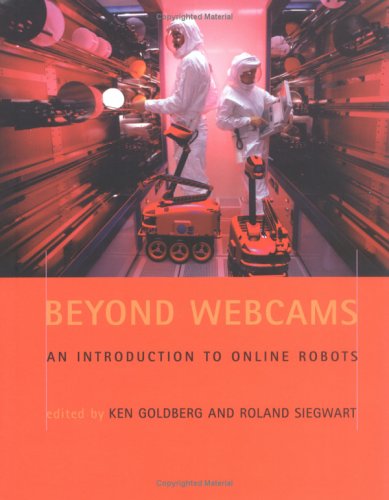 Copyrighted Material
BEYOND WEBCAMS
AN INTRODUCTION TO ONLINE ROBOTS
edited by KEN GOLDBERG AND ROLAND SIEGWART
Copyrighted Material